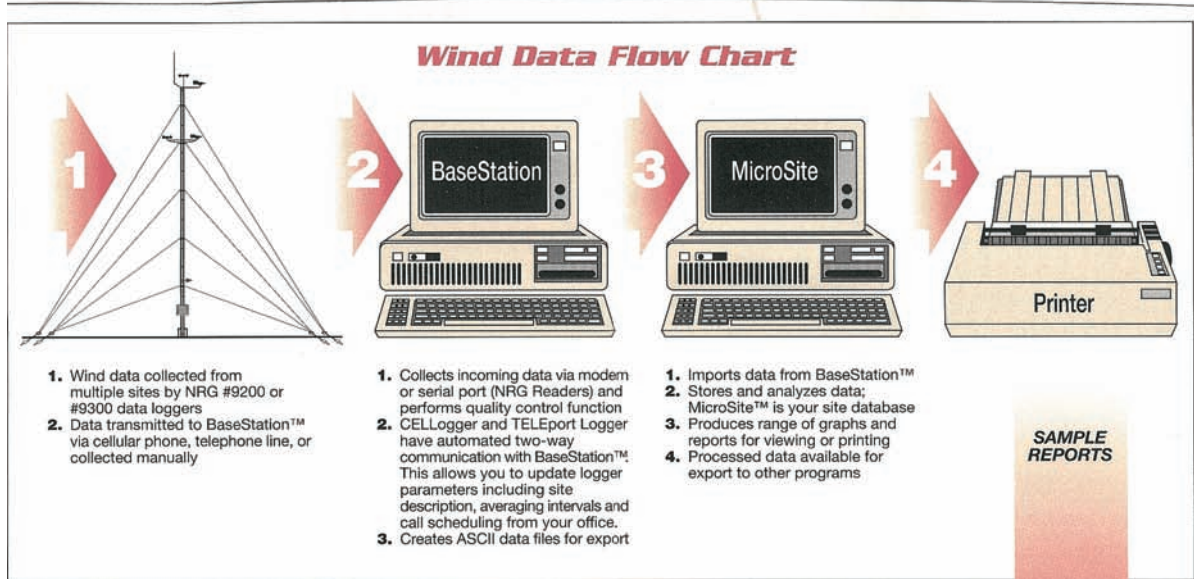 Wind Data Flow Chart
1
2
3
4
BaseStation
MicroSite
Printer
1. Wind data collected from
multiple sites by NRG #9200 or
#9300 data loggers
2. Data transmitted to BaseStation™
via cellular phone, telephone line, or
collected manually
1. Collects incoming data via modem
or serial port (NRG Readers) and
performs quality control function
2. CELLogger and TELEport Logger
have automated two-way
communication with BaseStation™.
This allows you to update logger
parameters including site
description, averaging intervals and
call scheduling from your office.
3. Creates ASCII data files for export
1. Imports data from BaseStation™
2. Stores and analyzes data;
MicroSite™ is your site database
3. Produces range of graphs and
reports for viewing or printing
4. Processed data available for
export to other programs
SAMPLE
REPORTS